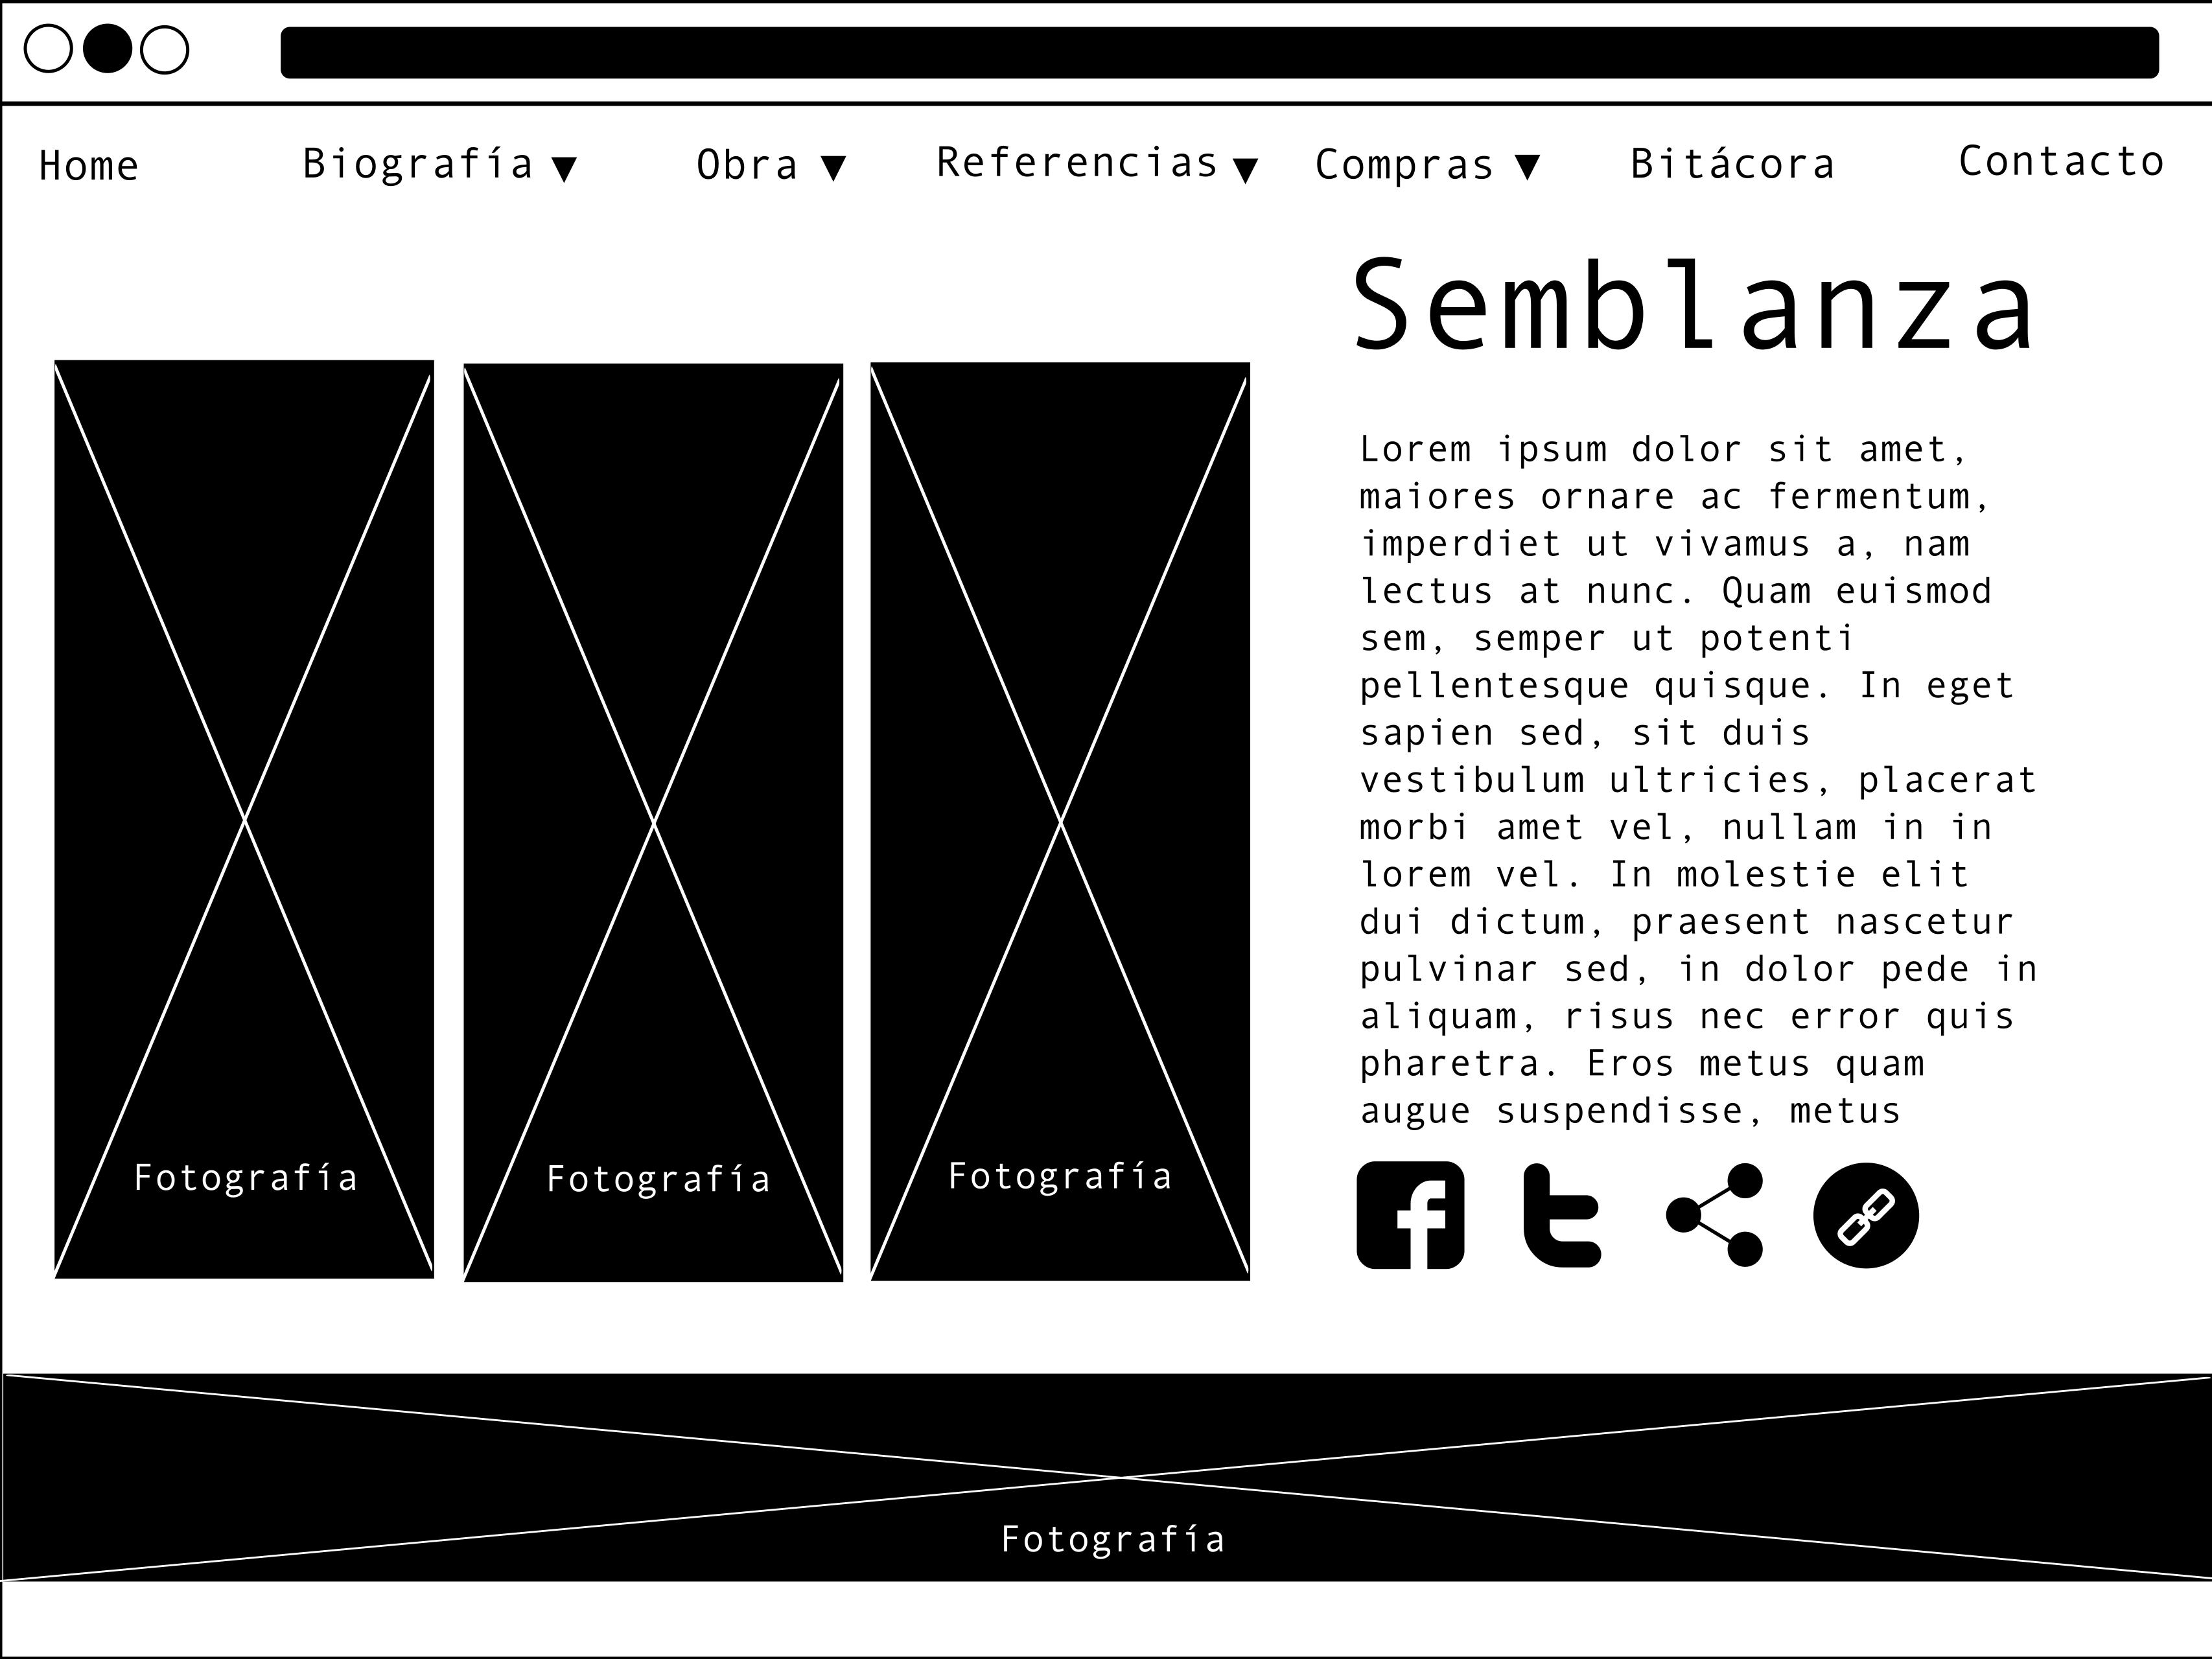 Home Biografía ▼ Obra ▼ Referencias ▼ Compras ▼ Bitácora Contacto
Semblanza
Lorem ipsum dolor sit amet,
maiores ornare ac fermentum,
imperdiet ut vivamus a, nam
lectus at nunc. Quam euismod
sem, semper ut potenti
pellentesque quisque. In eget
sapien sed, sit duis
vestibulum ultricies, placerat
morbi amet vel, nullam in in
lorem vel. In molestie elit
dui dictum, praesent nascetur
pulvinar sed, in dolor pede in
aliquam, risus nec error quis
pharetra. Eros metus quam
augue suspendisse, metus
Fotografía Fotografía Fotografía
Fotografía